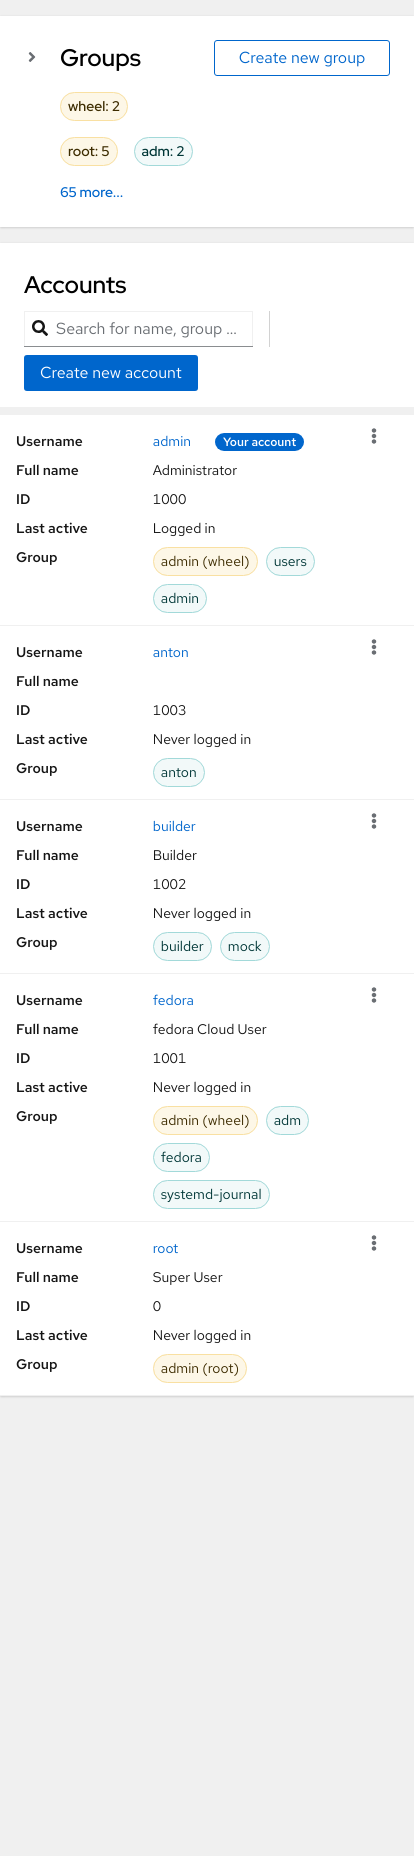 Groups Create new group
wheel: 2
root: 5 adm: 2
65 more...
Accounts
Search for name, group ...
Create new account
Username admin Your account
Full name Administrator
ID 1000
Last active Logged in
Group admin (wheel) users
admin
Username anton
Full name
ID 1003
Last active Never logged in
Group anton
Username builder
Full name Builder
ID 1002
Last active Never logged in
Group builder mock
Username fedora
Full name fedora Cloud User
ID 1001
Last active Never logged in
Group admin (wheel) adm
fedora
systemd-journal
Username root
Full name Super User
ID 0
Last active Never logged in
Group admin (root)